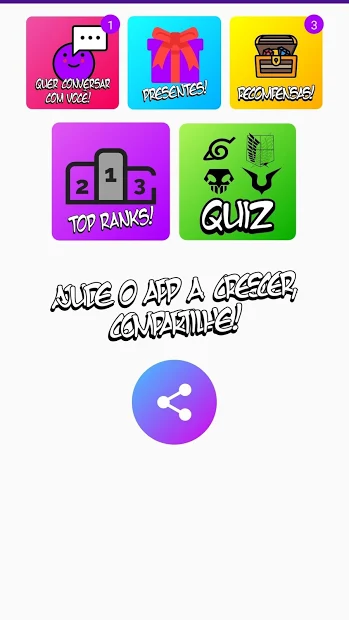 1
3
QUER CONVERSAR
COM VOCÊ!
PRESENTES!
RECOMPENSAS!
2 1 3
TOP RANKS!
QUIZ
AJUDE O APP A CRESCER,
COMPARTILHE!